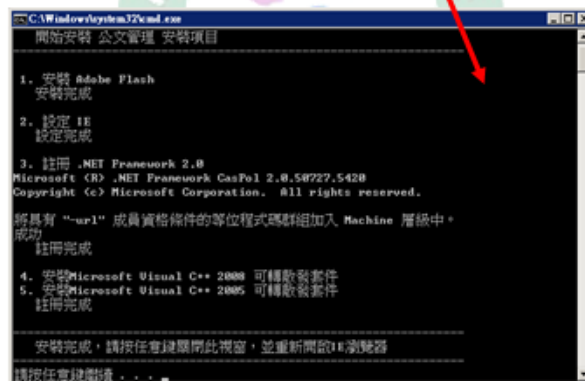 C:\Windows\system32\cmd.exe
開始安裝 公文管理 安裝項目
1. 安裝 Adobe Flash
安裝完成
2. 設定 IE
設定完成
3. 註冊 .NET Framework 2.0
Microsoft (R) .NET Framework CasPol 2.0.50727.5420
Copyright (c) Microsoft Corporation. All rights reserved.
將具有 "-url" 成員資格條件的等位程式碼群組加入 Machine 層級中。
成功
註冊完成
4. 安裝Microsoft Visual C++ 2008 可轉散發套件
5. 安裝Microsoft Visual C++ 2005 可轉散發套件
註冊完成
安裝完成，請按任意鍵關閉此視窗，並重新開啟IE瀏覽器
請按任意鍵繼續 . . . _